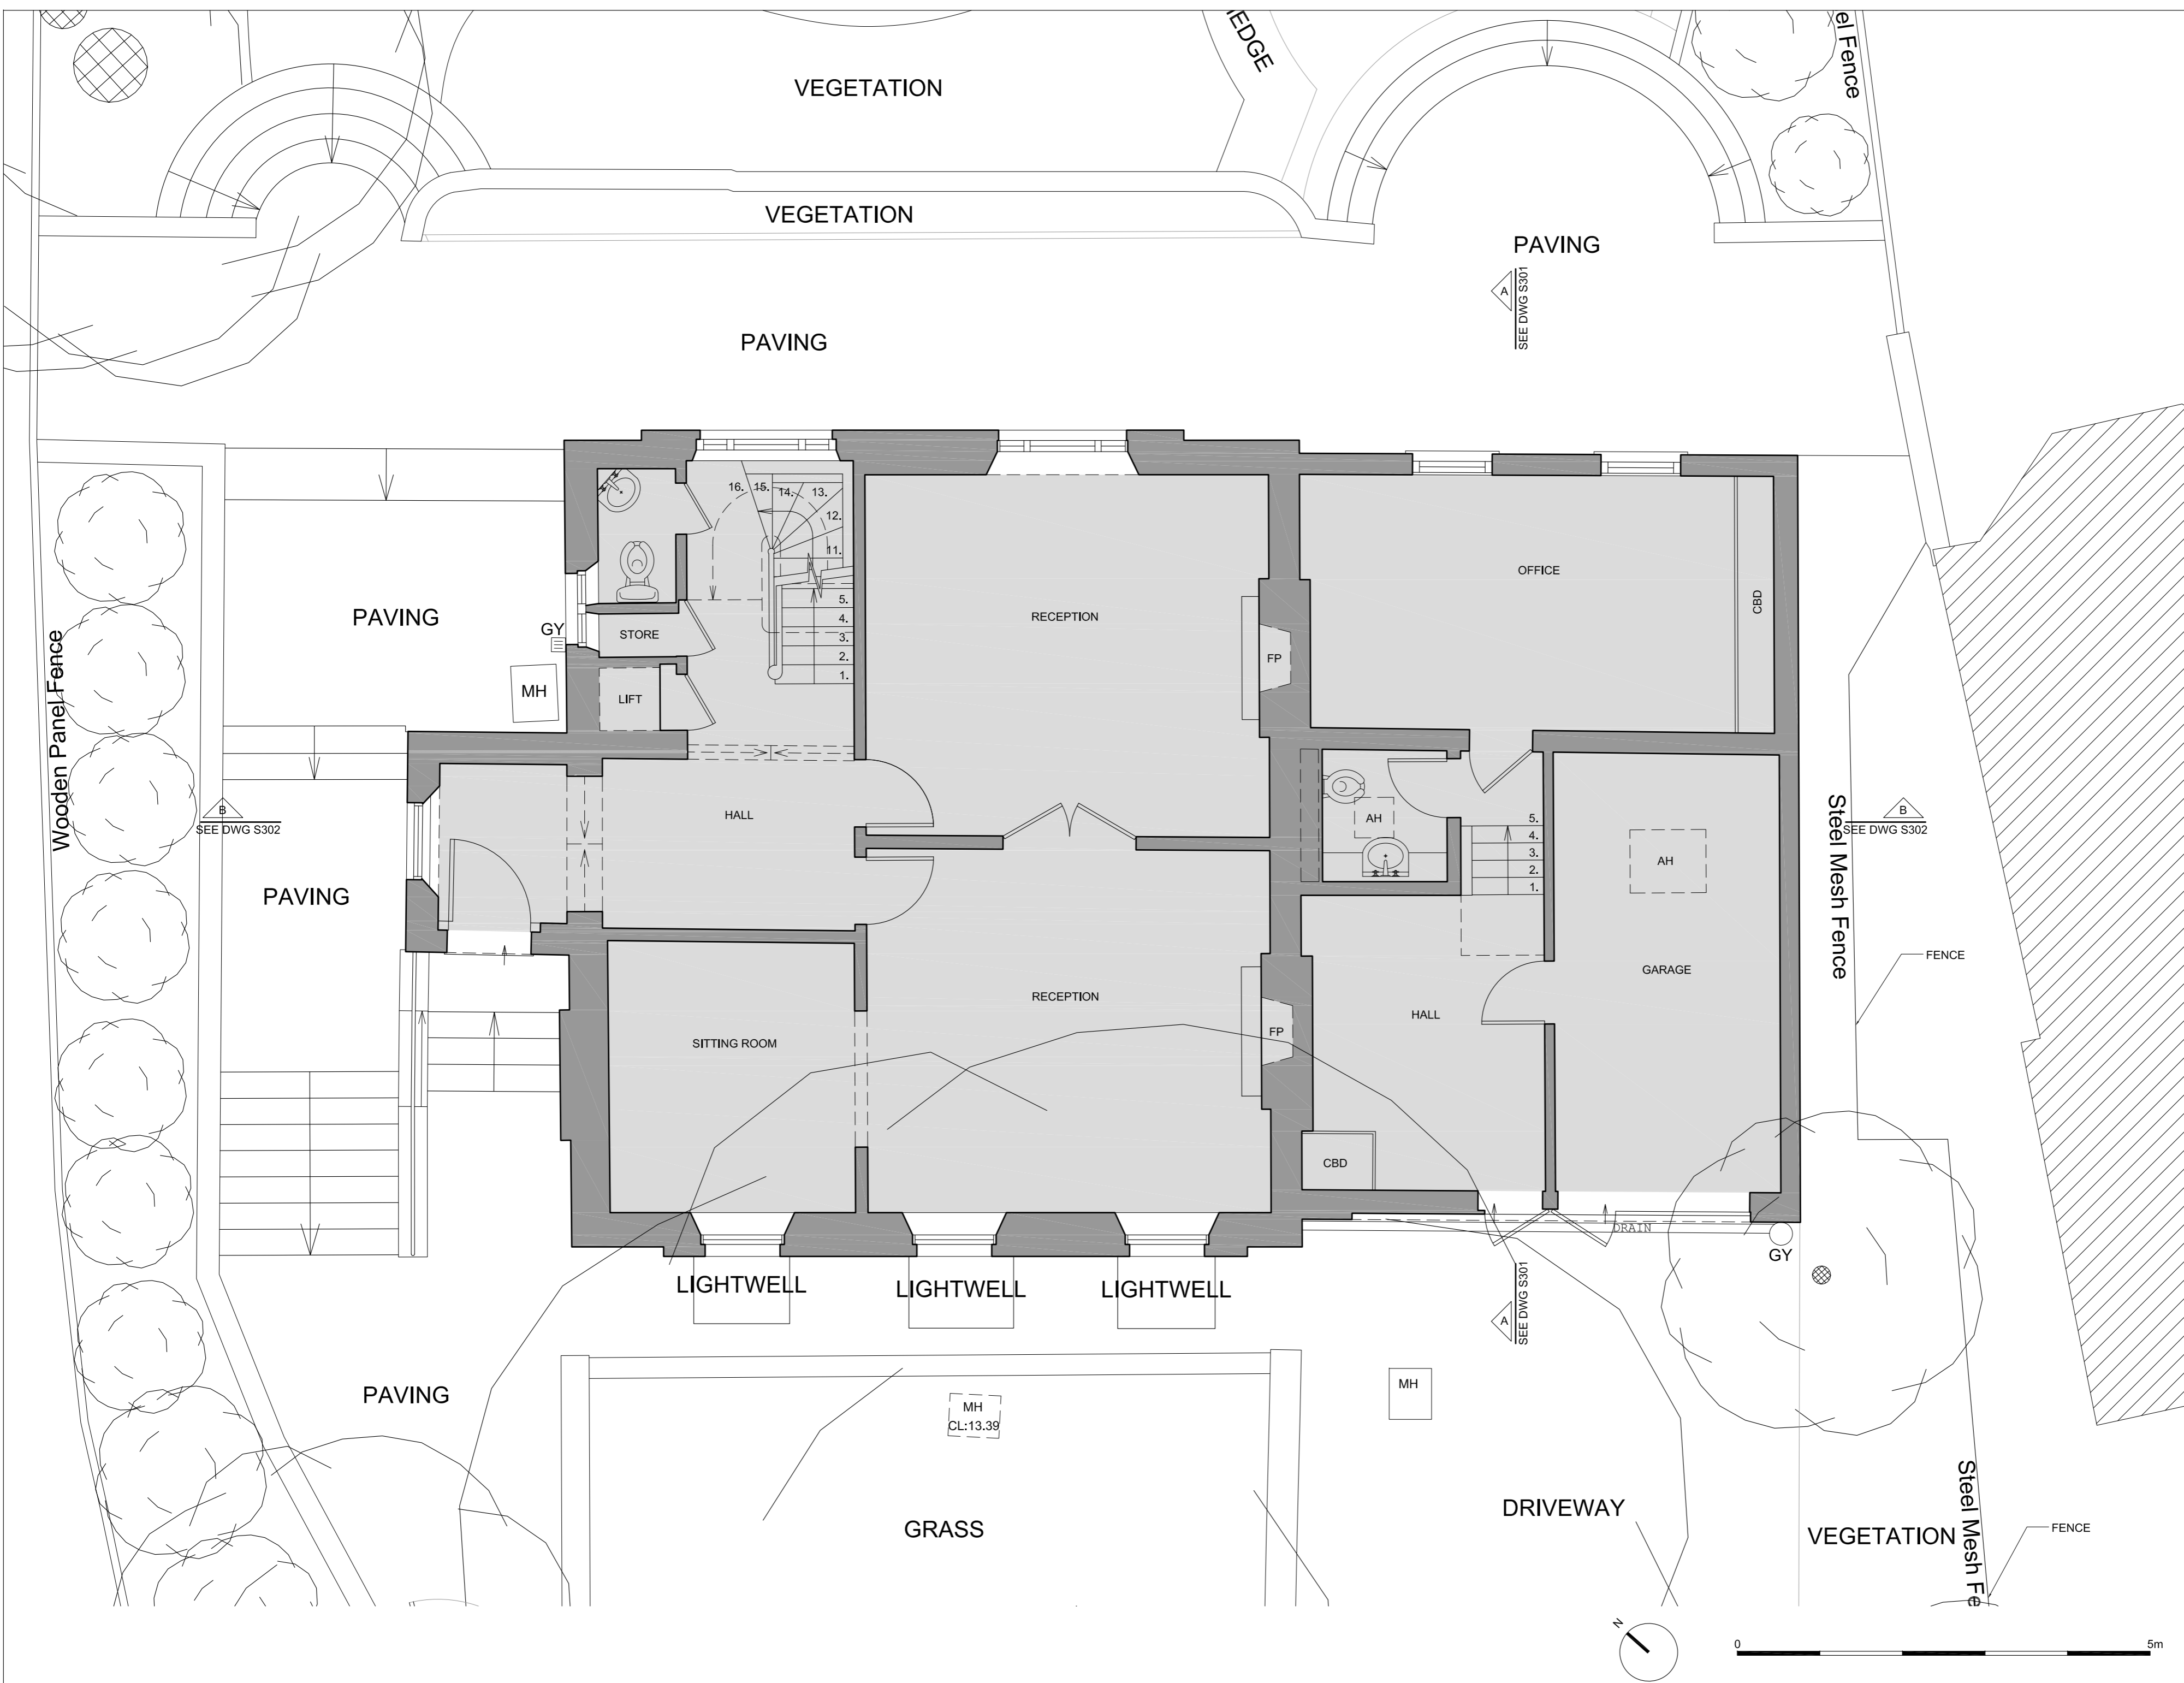 HEDGE
el Fence
VEGETATION
VEGETATION
PAVING
A
SEE DWG S301
PAVING
16.
15.
14.
13.
12.
11.
5.
4.
3.
2.
1.
OFFICE
CBD
PAVING
GY
STORE
RECEPTION
FP
MH
LIFT
Wooden Panel Fence
B
SEE DWG S302
HALL
AH
5.
4.
3.
2.
1.
AH
Steel Mesh Fence
B
SEE DWG S302
PAVING
FENCE
GARAGE
RECEPTION
HALL
FP
SITTING ROOM
CBD
DRAIN
GY
LIGHTWELL
LIGHTWELL
LIGHTWELL
A
SEE DWG S301
PAVING
MH
CL:13.39
MH
GRASS
DRIVEWAY
VEGETATION
Steel Mesh Fe
FENCE
N
0
5m